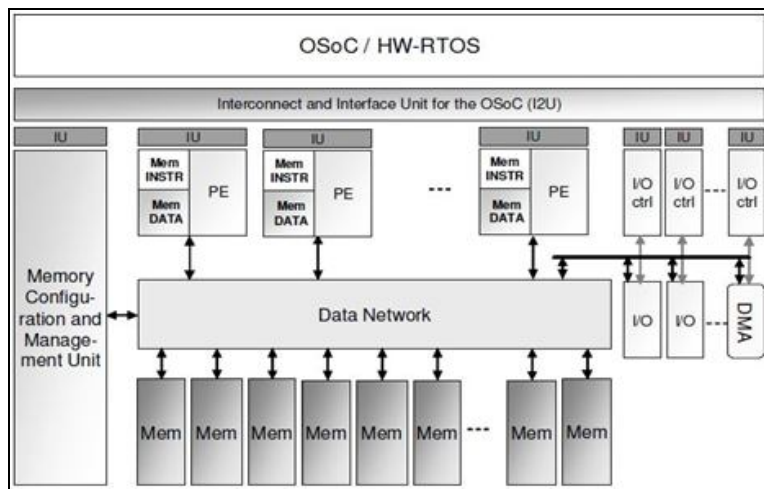 OSoC / HW-RTOS
Interconnect and Interface Unit for the OSoC (I2U)
IU
IU
IU
IU
IU
IU
IU
Mem
INSTR
Mem
DATA
PE
Mem
INSTR
Mem
DATA
PE
Mem
INSTR
Mem
DATA
PE
I/O
ctrl
I/O
ctrl
I/O
ctrl
Memory
Configu-
ration and
Manage-
ment Unit
Data Network
I/O
I/O
DMA
Mem
Mem
Mem
Mem
Mem
Mem
Mem
Mem